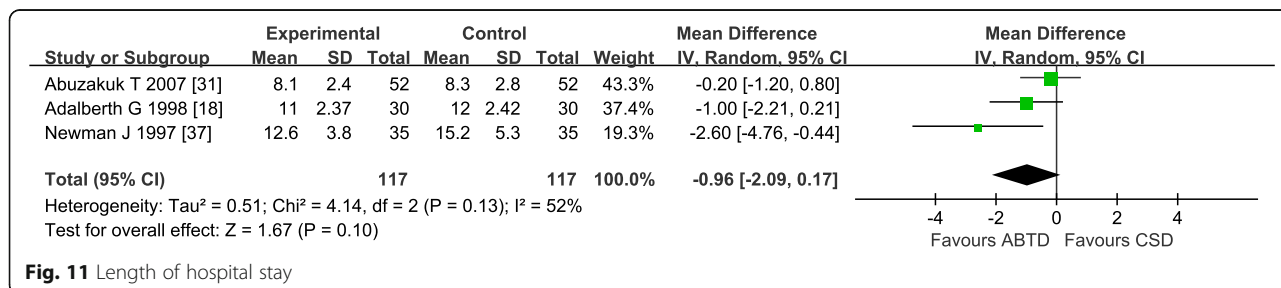 Experimental Control Mean Difference Mean Difference
Study or Subgroup Mean SD Total Mean SD Total Weight IV, Random, 95% CI IV, Random, 95% CI
Abuzakuk T 2007 [31] 8.1 2.4 52 8.3 2.8 52 43.3% -0.20 [-1.20, 0.80]
Adalberth G 1998 [18] 11 2.37 30 12 2.42 30 37.4% -1.00 [-2.21, 0.21]
Newman J 1997 [37] 12.6 3.8 35 15.2 5.3 35 19.3% -2.60 [-4.76, -0.44]
Total (95% CI) 117 117 100.0% -0.96 [-2.09, 0.17]
Heterogeneity: Tau² = 0.51; Chi² = 4.14, df = 2 (P = 0.13); I² = 52%
Test for overall effect: Z = 1.67 (P = 0.10)
-4 -2 0 2 4
Favours ABTD Favours CSD
Fig. 11 Length of hospital stay